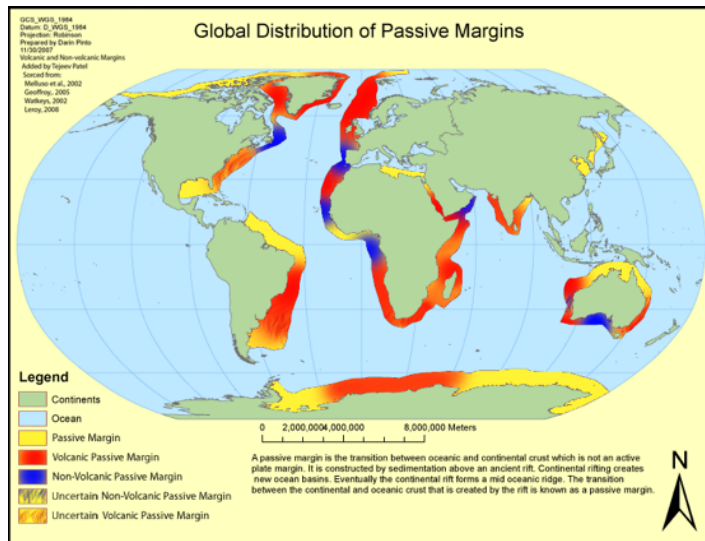 GCS_WGS_1984
Datum: D_WGS_1984
Projection: Robinson
Prepared by Darin Pinto
11/30/2007
Volcanic and Non-volcanic Margins
Added by Tejeev Patel
Sorced from:
Melluso et al., 2002
Geoffroy, 2005
Watkeys, 2002
Leroy, 2008
Global Distribution of Passive Margins
Legend
Continents
Ocean
Passive Margin
Volcanic Passive Margin
Non-Volcanic Passive Margin
Uncertain Non-Volcanic Passive Margin
Uncertain Volcanic Passive Margin
0 2,000,0004,000,000 8,000,000 Meters
A passive margin is the transition between oceanic and continental crust which is not an active
plate margin. It is constructed by sedimentation above an ancient rift. Continental rifting creates
new ocean basins. Eventually the continental rift forms a mid oceanic ridge. The transition
between the continental and oceanic crust that is created by the rift is known as a passive margin.
N